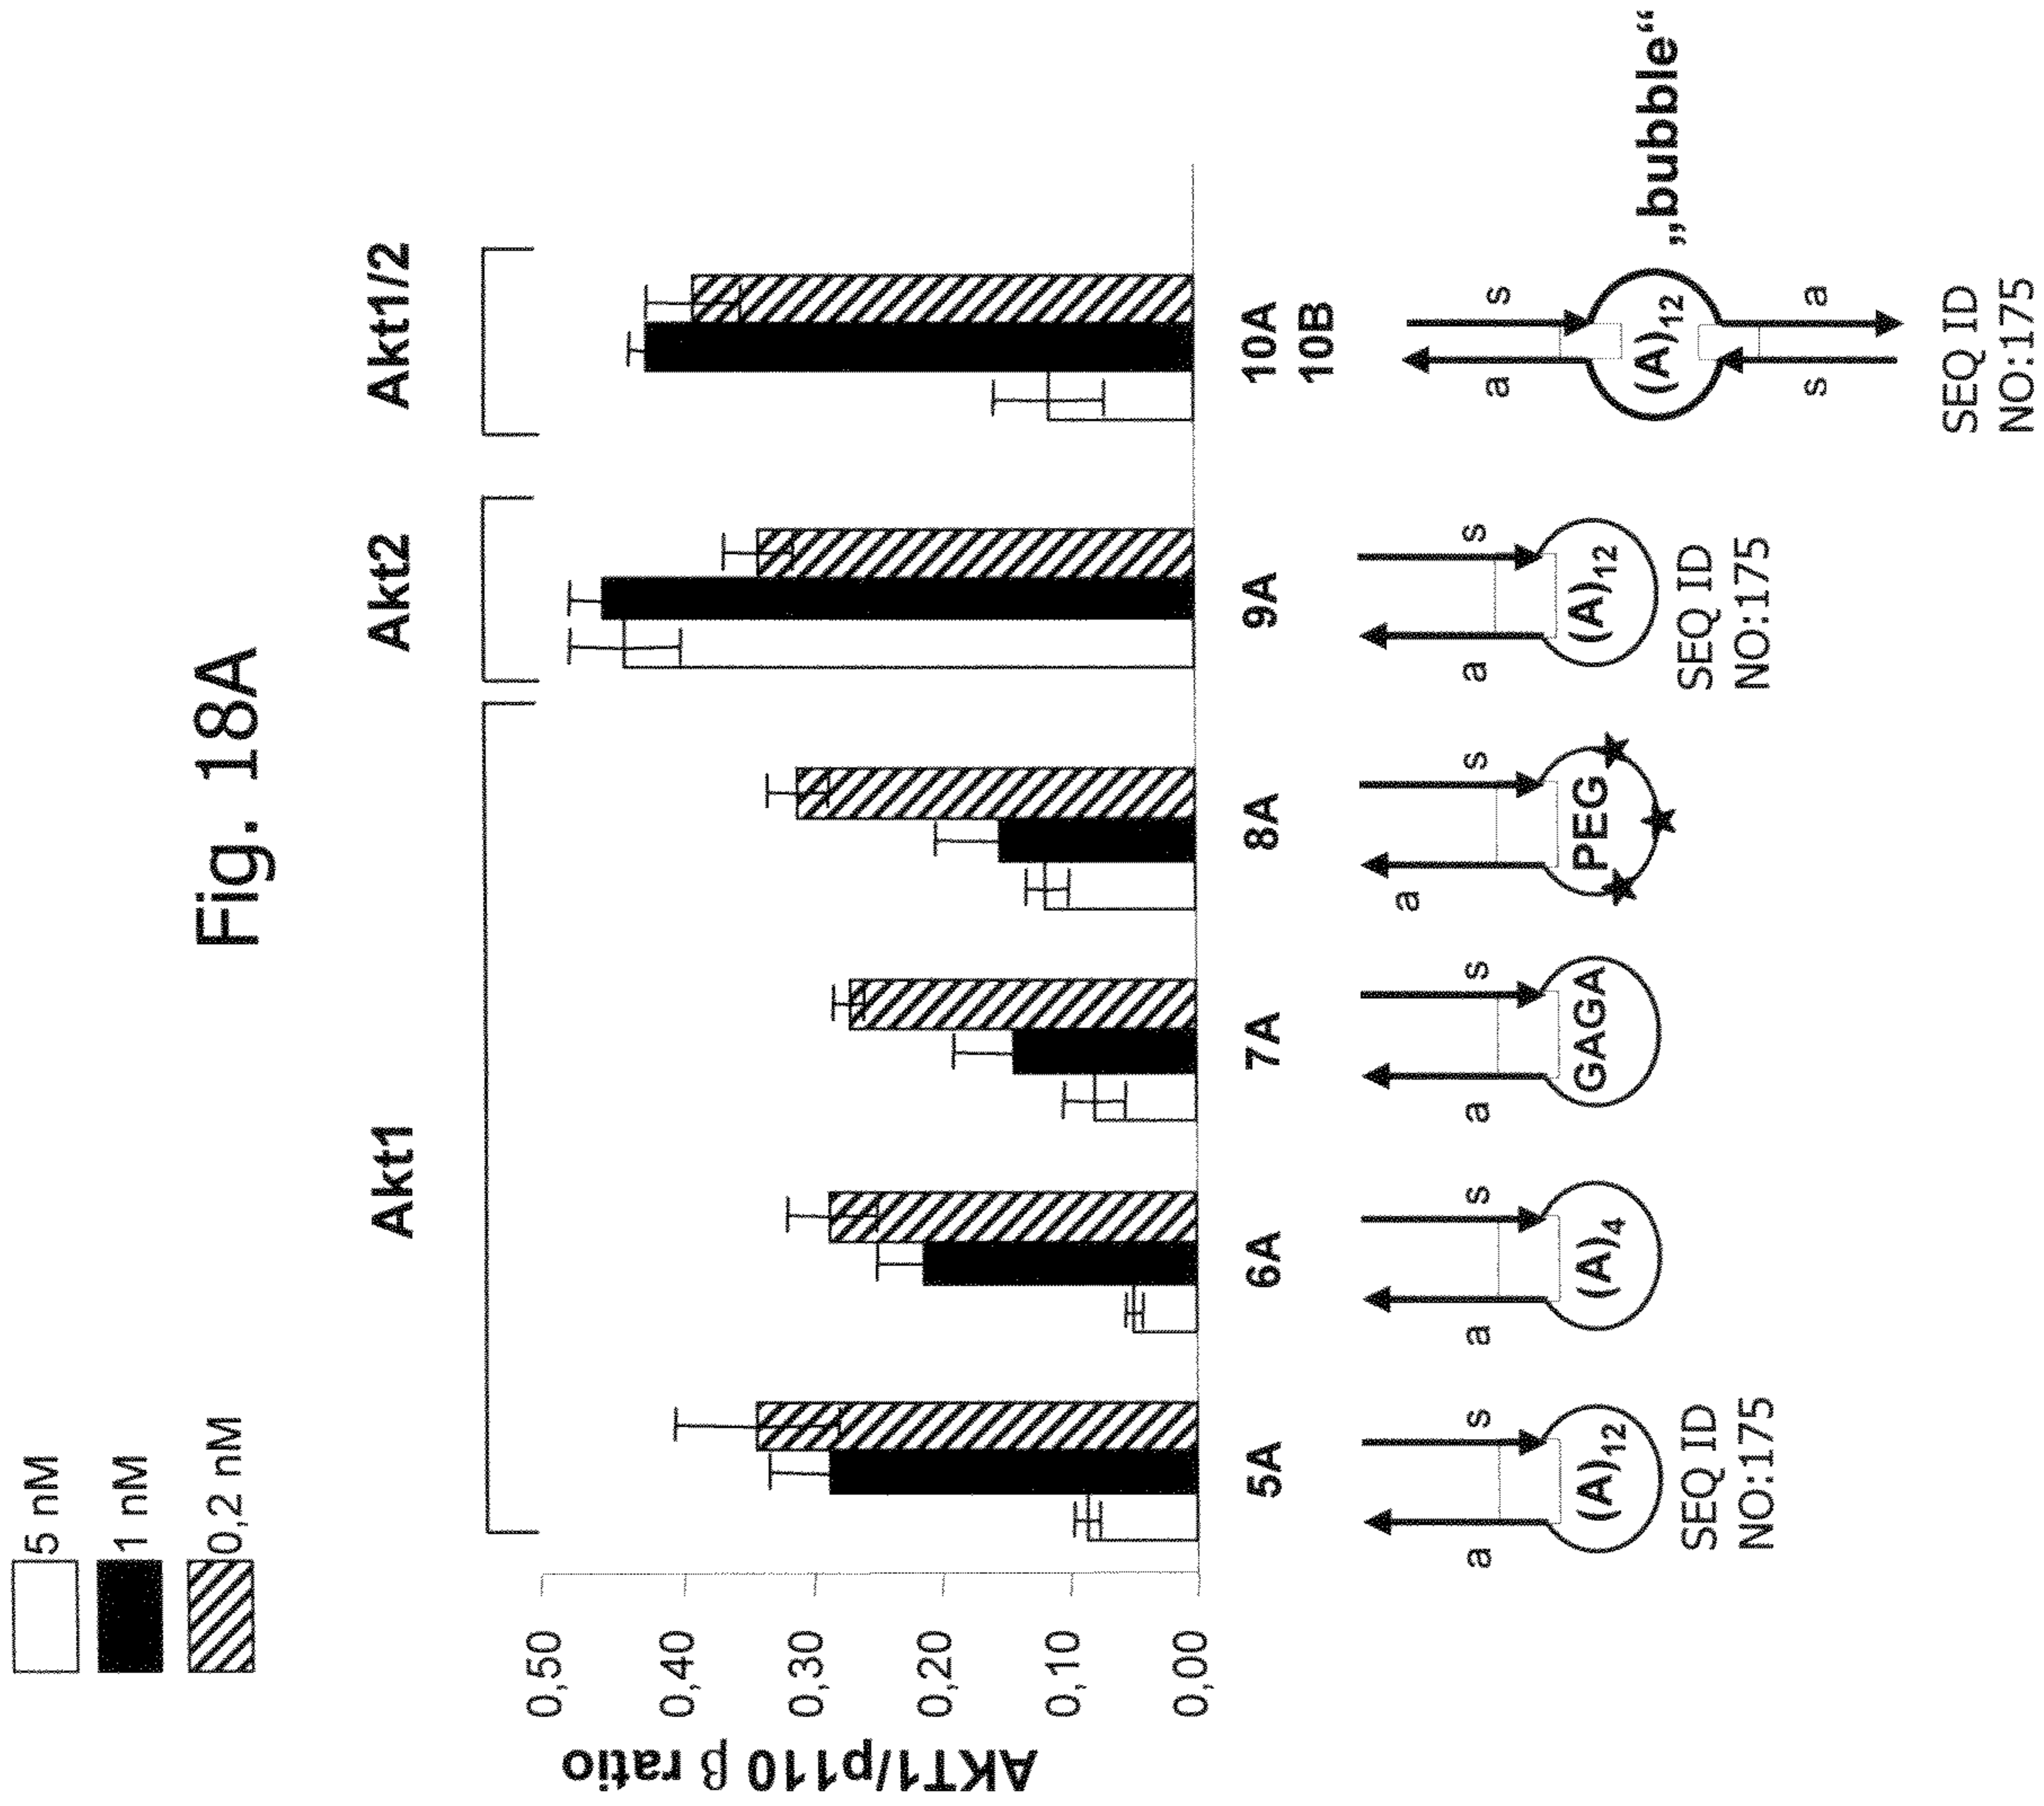 Fig. 18A
5 nM
1 nM
0,2 nM
Akt1
Akt2
Akt1/2
AKT1/p110 β ratio
0,50
0,40
0,30
0,20
0,10
0,00
5A
6A
7A
8A
9A
10A
10B
a s
(A)12
SEQ ID
NO:175
a s
(A)4
a s
GAGA
a s
PEG
a s
(A)12
SEQ ID
NO:175
a s
(A)12
s a
SEQ ID
NO:175
„bubble“